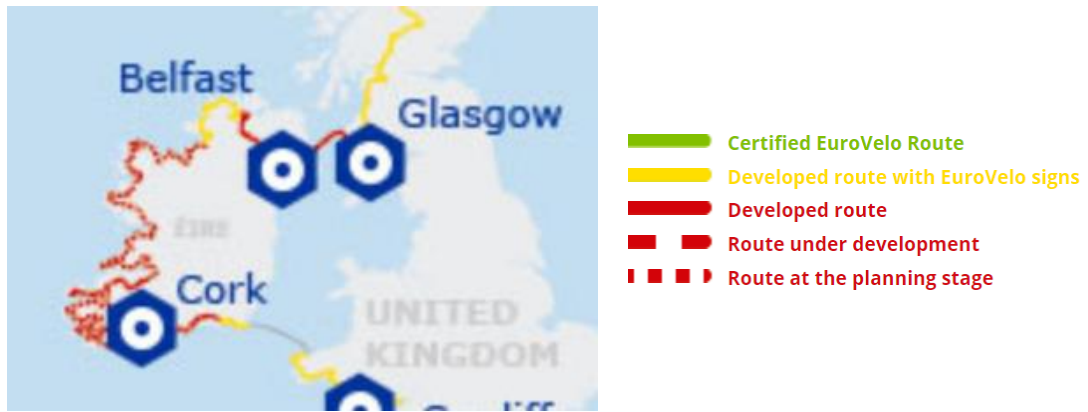 Belfast
Glasgow
ÉIRE
Cork
UNITED
KINGDOM
Certified EuroVelo Route
Developed route with EuroVelo signs
Developed route
Route under development
Route at the planning stage